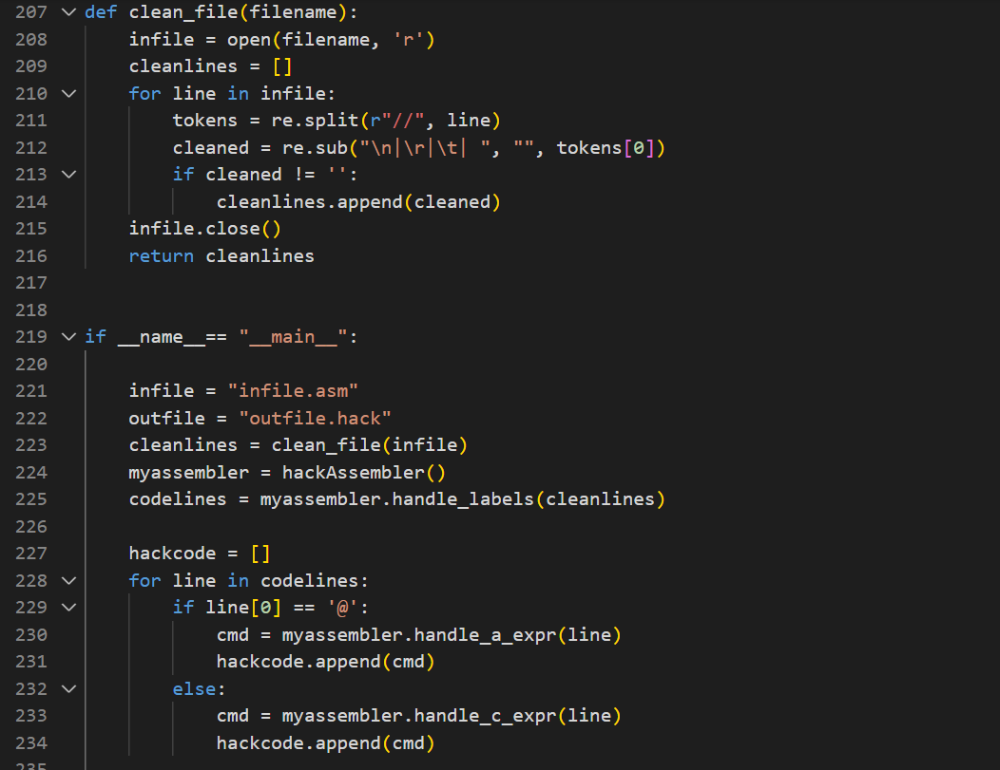 207 def clean_file(filename):
208     infile = open(filename, 'r')
209     cleanlines = []
210     for line in infile:
211         tokens = re.split(r"//", line)
212         cleaned = re.sub("\n|\r|\t| ", "", tokens[0])
213         if cleaned != '':
214             cleanlines.append(cleaned)
215     infile.close()
216     return cleanlines
217
218
219 if __name__== "__main__":
220
221     infile = "infile.asm"
222     outfile = "outfile.hack"
223     cleanlines = clean_file(infile)
224     myassembler = hackAssembler()
225     codelines = myassembler.handle_labels(cleanlines)
226
227     hackcode = []
228     for line in codelines:
229         if line[0] == '@':
230             cmd = myassembler.handle_a_expr(line)
231             hackcode.append(cmd)
232         else:
233             cmd = myassembler.handle_c_expr(line)
234             hackcode.append(cmd)
235